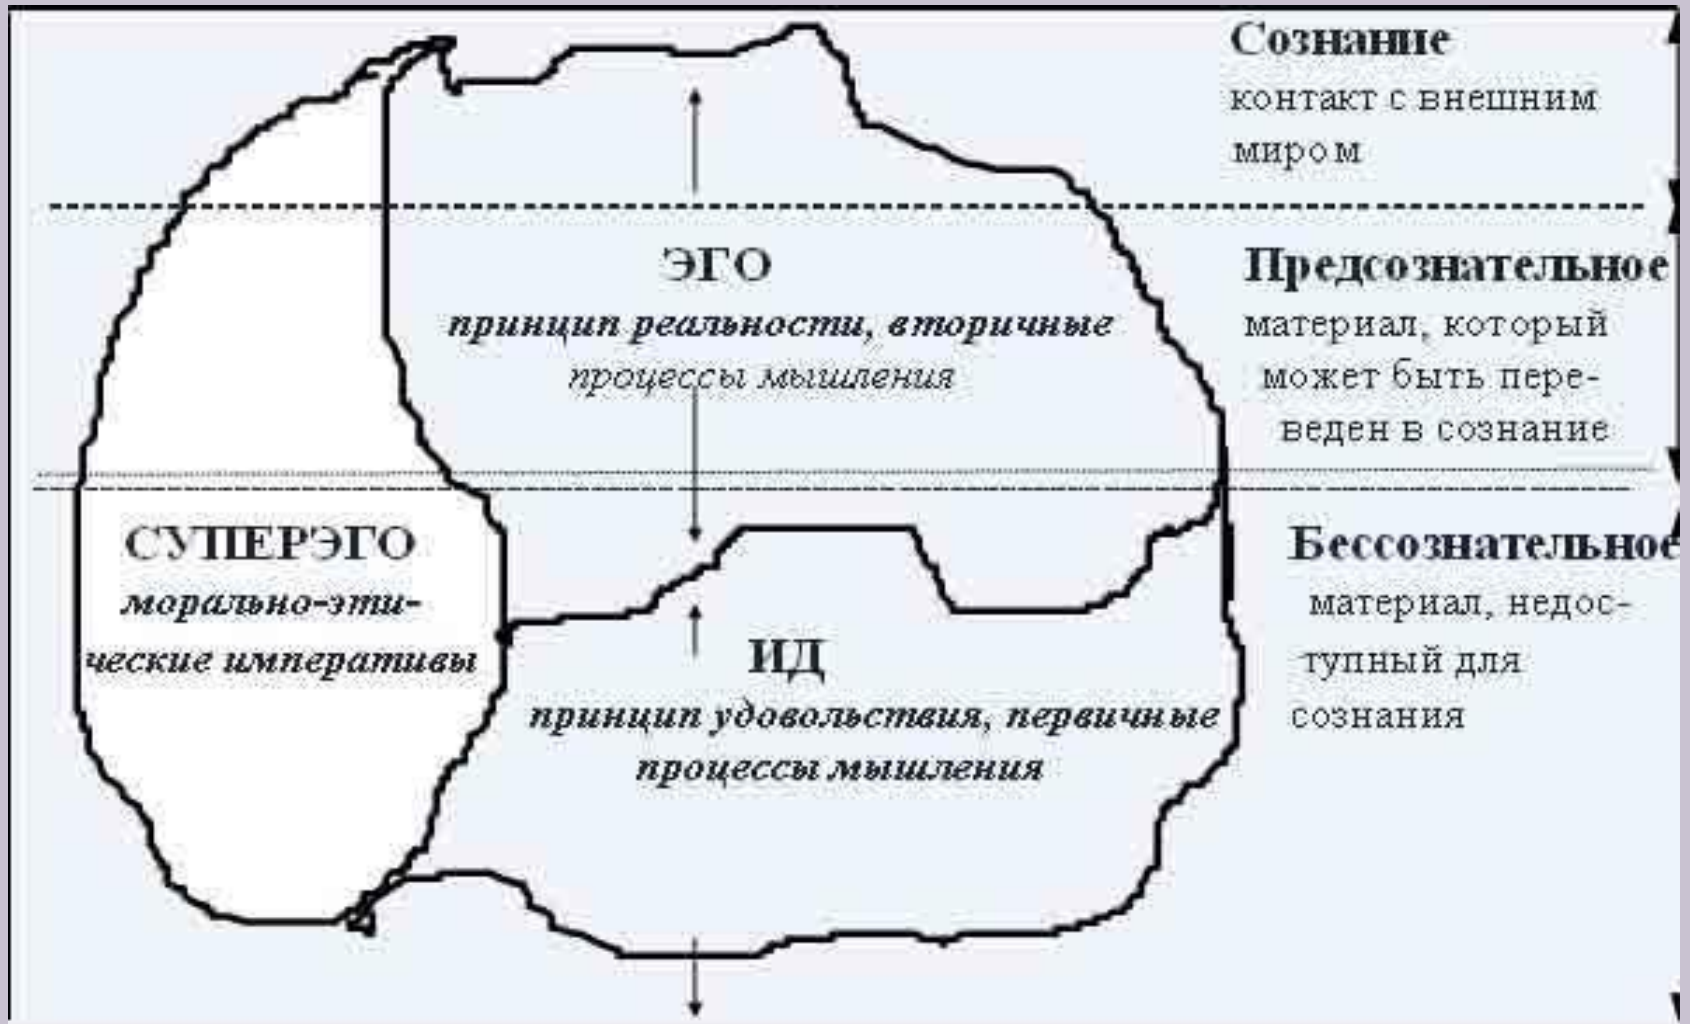 Сознание
контакт с внешним
миром
ЭГО
принцип реальности, вторичные
процессы мышления
Предсознательное
материал, который
может быть пере-
веден в сознание
СУПЕРЭГО
морально-эти-
ческие императивы
ИД
принцип удовольствия, первичные
процессы мышления
Бессознательное
материал, недос-
тупный для
сознания